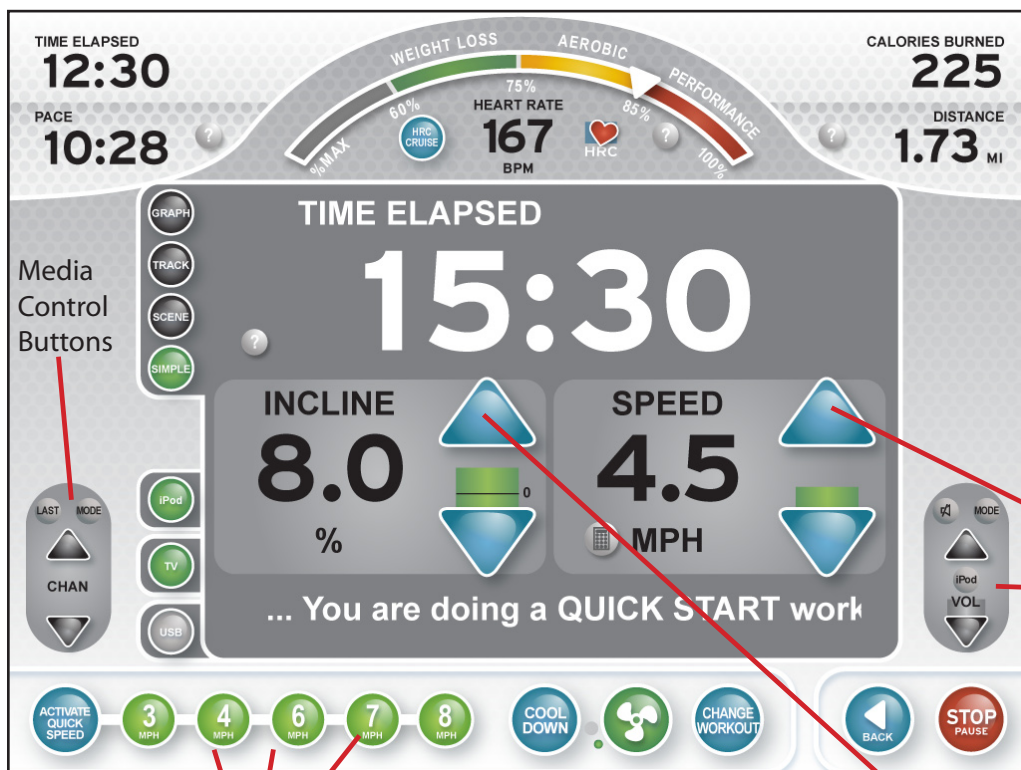 TIME ELAPSED
12:30
PACE
10:28
?
WEIGHT LOSS
AEROBIC
PERFORMANCE
%MAX
60%
75%
85%
100%
HEART RATE
167
BPM
HRC
CRUISE
HRC
?
CALORIES BURNED
225
?
DISTANCE
1.73 MI
GRAPH
TRACK
SCENE
SIMPLE
TIME ELAPSED
15:30
?
Media
Control
Buttons
INCLINE
8.0
%
0
SPEED
4.5
MPH
LAST
MODE
CHAN
iPod
TV
USB
MODE
iPod
VOL
... You are doing a QUICK START work
ACTIVATE
QUICK
SPEED
3
MPH
4
MPH
6
MPH
7
MPH
8
MPH
COOL
DOWN
CHANGE
WORKOUT
BACK
STOP
PAUSE